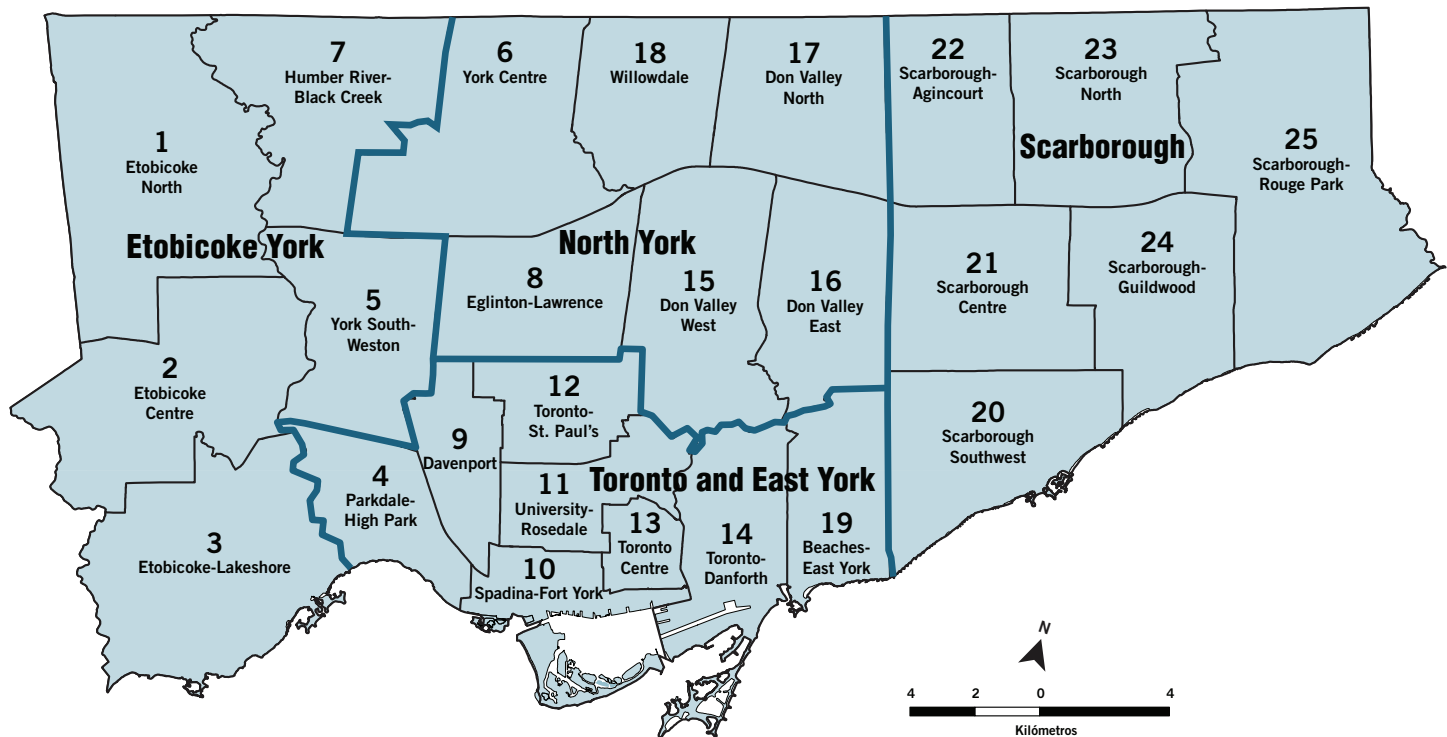 7
Humber River-
Black Creek
6
York Centre
18
Willowdale
17
Don Valley
North
22
Scarborough-
Agincourt
23
Scarborough
North
1
Etobicoke
North
Scarborough
25
Scarborough-
Rouge Park
Etobicoke York
North York
8
Eglinton-Lawrence
15
Don Valley
West
16
Don Valley
East
21
Scarborough
Centre
24
Scarborough-
Guildwood
5
York South-
Weston
2
Etobicoke
Centre
12
Toronto-
St. Paul's
20
Scarborough
Southwest
9
Davenport
4
Parkdale-
High Park
11
University-
Rosedale
Toronto and East York
13
Toronto
Centre
14
Toronto-
Danforth
19
Beaches-
East York
3
Etobicoke-Lakeshore
10
Spadina-Fort York
N
4 2 0 4
Kilómetros